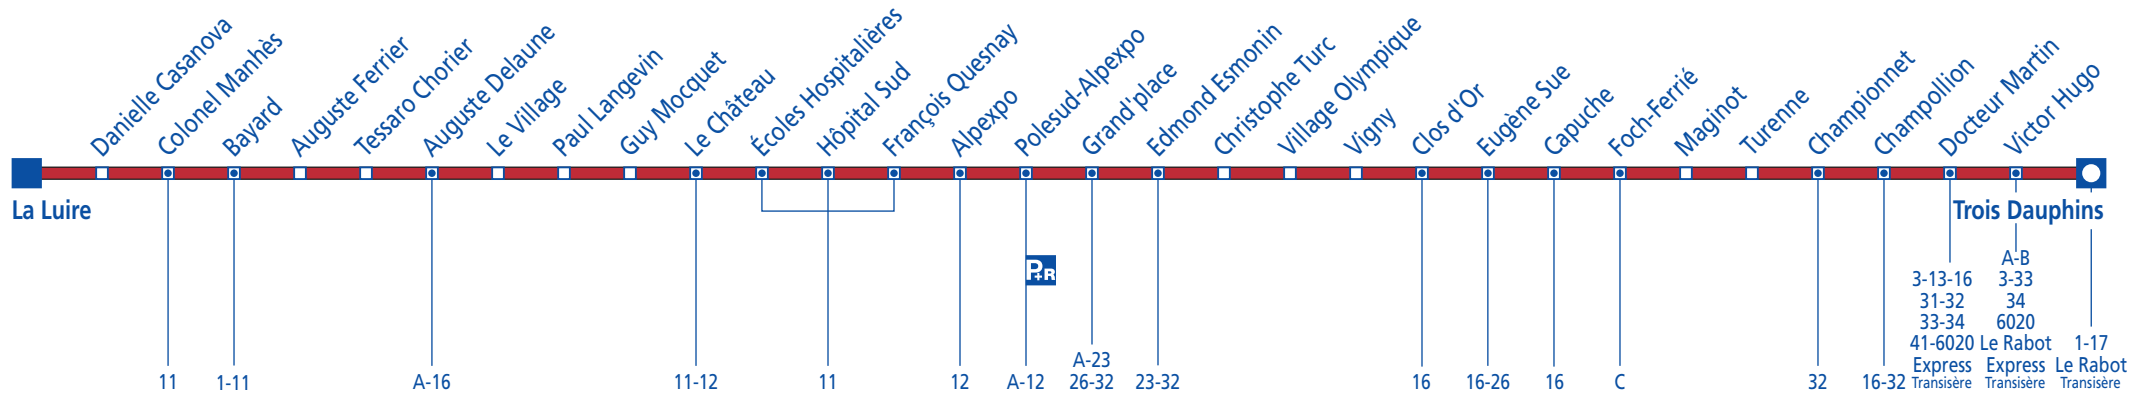 Danielle Casanova
Colonel Manhès
Bayard
Auguste Ferrier
Tessaro Chorier
Auguste Delaune
Le Village
Paul Langevin
Guy Mocquet
Le Château
Écoles Hospitalières
Hôpital Sud
François Quesnay
Alpexpo
Polesud-Alpexpo
Grand'place
Edmond Esmonin
Christophe Turc
Village Olympique
Vigny
Clos d'Or
Eugène Sue
Capuche
Foch-Ferrié
Maginot
Turenne
Championnet
Champollion
Docteur Martin
Victor Hugo
La Luire
Trois Dauphins
P+R
11
1-11
A-16
11-12
11
12
A-12
A-23
26-32
23-32
16
16-26
16
C
32
16-32
3-13-16
31-32
33-34
41-6020
Express
Transisère
A-B
3-33
34
6020
Le Rabot
Express
Transisère
1-17
Le Rabot
Transisère